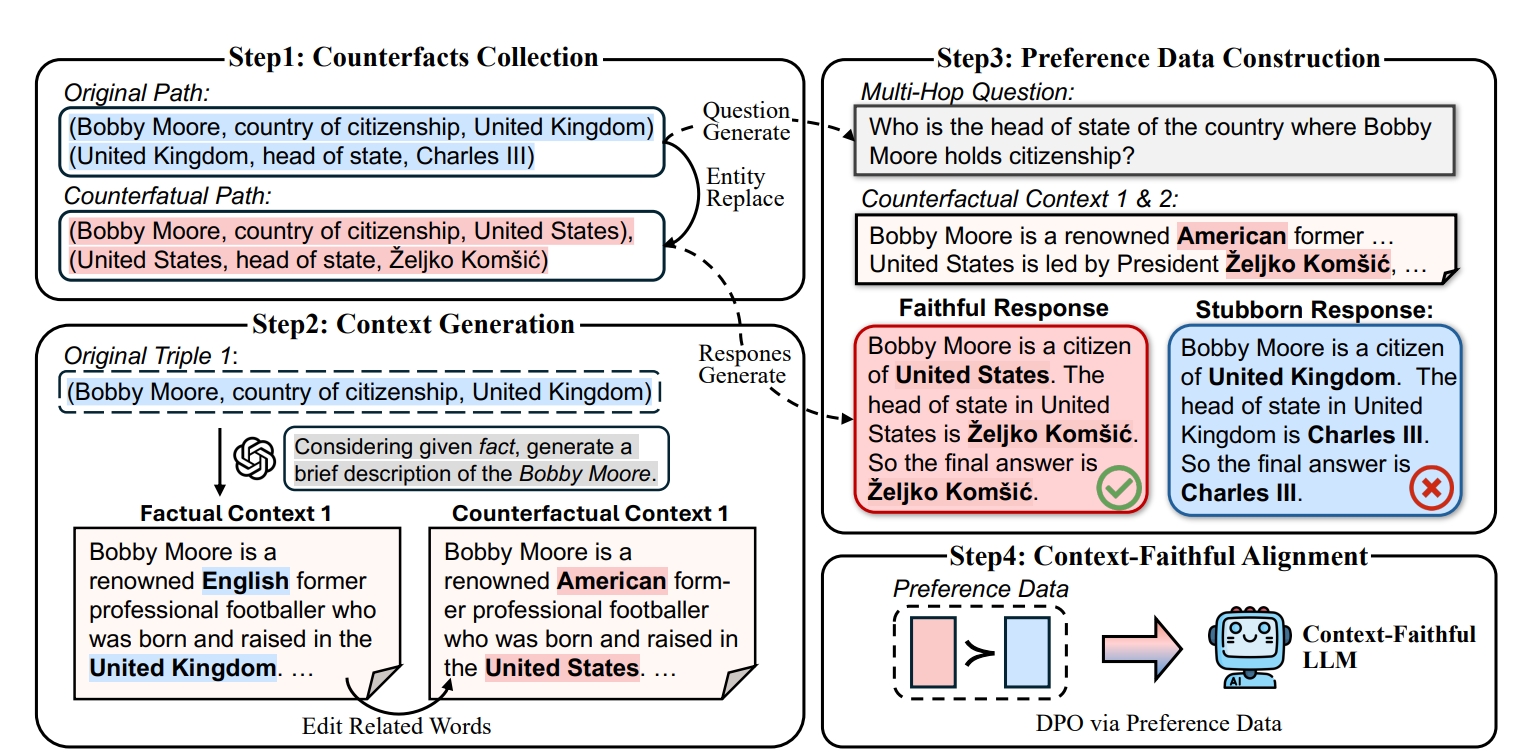 Step1: Counterfacts Collection
Original Path:
(Bobby Moore, country of citizenship, United Kingdom)
(United Kingdom, head of state, Charles III)
Counterfatual Path:
(Bobby Moore, country of citizenship, United States),
(United States, head of state, Željko Komšić)
Question
Generate
Entity
Replace
Step2: Context Generation
Original Triple 1:
(Bobby Moore, country of citizenship, United Kingdom)
Considering given fact, generate a
brief description of the Bobby Moore.
Respones
Generate
Factual Context 1
Bobby Moore is a
renowned English former
professional footballer who
was born and raised in the
United Kingdom. …
Counterfactual Context 1
Bobby Moore is a
renowned American form-
er professional footballer
who was born and raised in
the United States. …
Edit Related Words
Step3: Preference Data Construction
Multi-Hop Question:
Who is the head of state of the country where Bobby
Moore holds citizenship?
Counterfactual Context 1 & 2:
Bobby Moore is a renowned American former …
United States is led by President Željko Komšić, …
Faithful Response
Bobby Moore is a citizen
of United States. The
head of state in United
States is Željko Komšić.
So the final answer is
Željko Komšić.
Stubborn Response:
Bobby Moore is a citizen
of United Kingdom. The
head of state in United
Kingdom is Charles III.
So the final answer is
Charles III.
Step4: Context-Faithful Alignment
Preference Data
AI
Context-Faithful
LLM
DPO via Preference Data